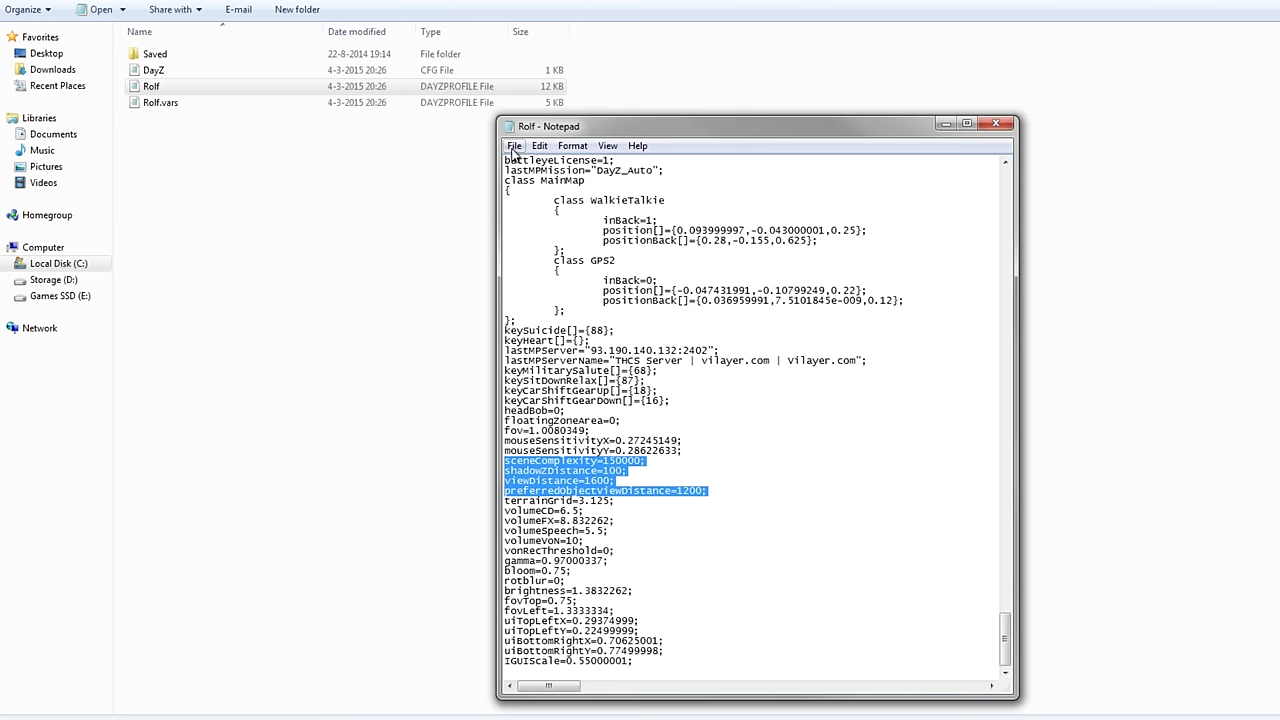 Organize Open Share with E-mail New folder
Favorites
Desktop
Downloads
Recent Places
Libraries
Documents
Music
Pictures
Videos
Homegroup
Computer
Local Disk (C:)
Storage (D:)
Games SSD (E:)
Network
Name Date modified Type Size
Saved 22-8-2014 19:14 File folder
DayZ 4-3-2015 20:26 CFG File 1 KB
Rolf 4-3-2015 20:26 DAYZPROFILE File 12 KB
Rolf.vars 4-3-2015 20:26 DAYZPROFILE File 5 KB
Rolf - Notepad
File Edit Format View Help
battleyeLicense=1;
lastMPMission="DayZ_Auto";
class MainMap
{
class WalkieTalkie
{
inBack=1;
position[]={0.093999997,-0.043000001,0.25};
positionBack[]={0.28,-0.155,0.625};
};
class GPS2
{
inBack=0;
position[]={-0.047431991,-0.10799249,0.22};
positionBack[]={0.036959991,7.5101845e-009,0.12};
};
};
keySuicide[]={88};
keyHeart[]={};
lastMPServer="93.190.140.132:2402";
lastMPServerName="THCS Server | vilayer.com | Vilayer.com";
keyMilitarySalute[]={68};
keySitDownRelax[]={87};
keyCarShiftGearUp[]={18};
keyCarShiftGearDown[]={16};
headBob=0;
floatingZoneArea=0;
fov=1.0080349;
mouseSensitivityX=0.27245149;
mouseSensitivityY=0.28622633;
sceneComplexity=150000;
shadowZDistance=100;
viewDistance=1600;
preferredObjectViewDistance=1200;
terrainGrid=3.125;
volumeCD=6.5;
volumeFX=8.832262;
volumeSpeech=5.5;
volumeVoN=10;
vonRecThreshold=0;
gamma=0.97000337;
bloom=0.75;
rotblur=0;
brightness=1.3832262;
fovTop=0.75;
fovLeft=1.3333334;
uiTopLeftX=0.29374999;
uiTopLeftY=0.22499999;
uiBottomRightX=0.70625001;
uiBottomRightY=0.77499998;
IGUIScale=0.55000001;